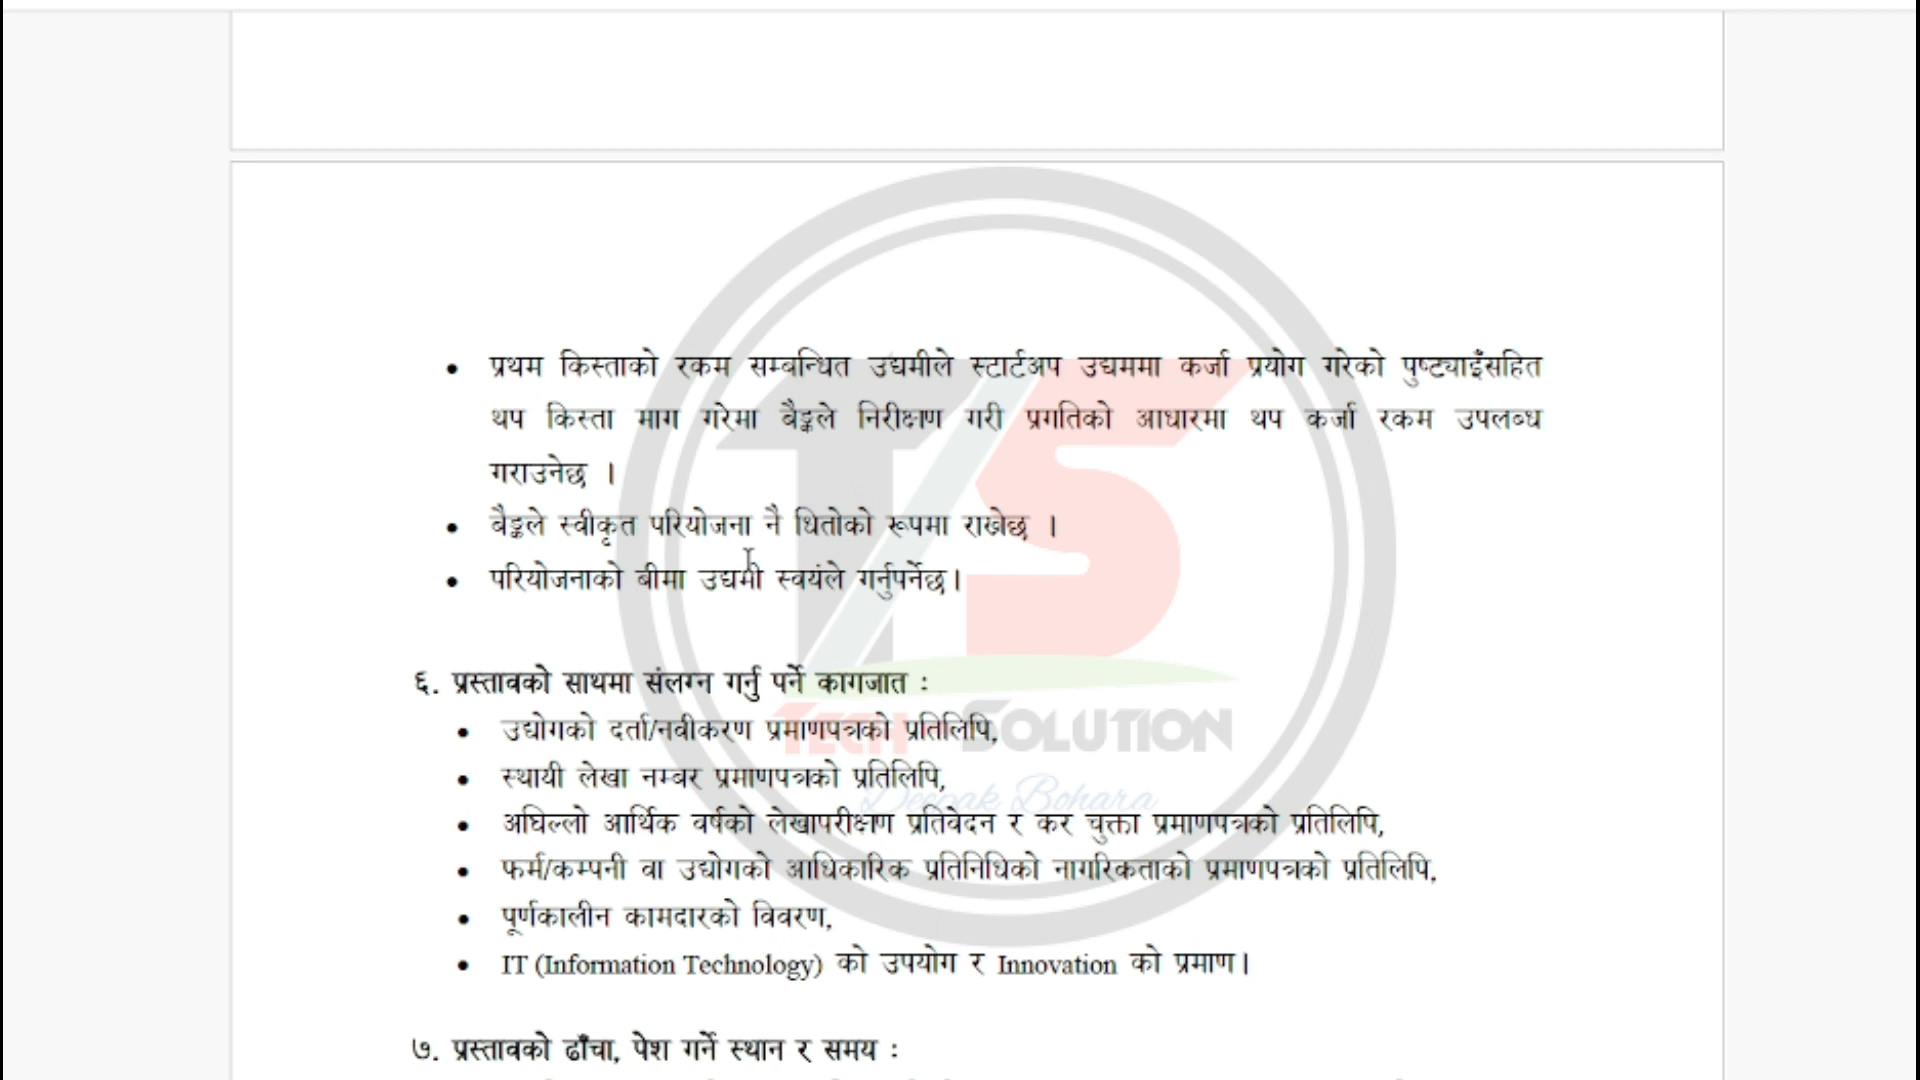 • प्रथम किस्ताको रकम सम्बन्धित उद्यमीले स्टार्टअप उद्यममा कर्जा प्रयोग गरेको पुष्ट्याइँसहित
थप किस्ता माग गरेमा बैङ्कले निरीक्षण गरी प्रगतिको आधारमा थप कर्जा रकम उपलब्ध
गराउनेछ ।
• बैङ्कले स्वीकृत परियोजना नै धितोको रूपमा राख्नेछ ।
• परियोजनाको बीमा उद्यमी स्वयंले गर्नुपर्नेछ।
६. प्रस्तावको साथमा संलग्न गर्नु पर्ने कागजात :
• उद्योगको दर्ता/नवीकरण प्रमाणपत्रको प्रतिलिपि,
TECH SOLUTION
• स्थायी लेखा नम्बर प्रमाणपत्रको प्रतिलिपि,
Deepak Bohara
• अघिल्लो आर्थिक वर्षको लेखापरीक्षण प्रतिवेदन र कर चुक्ता प्रमाणपत्रको प्रतिलिपि,
• फर्म/कम्पनी वा उद्योगको आधिकारिक प्रतिनिधिको नागरिकताको प्रमाणपत्रको प्रतिलिपि,
• पूर्णकालीन कामदारको विवरण,
• IT (Information Technology) को उपयोग र Innovation को प्रमाण।
७. प्रस्तावको ढाँचा, पेश गर्ने स्थान र समय :